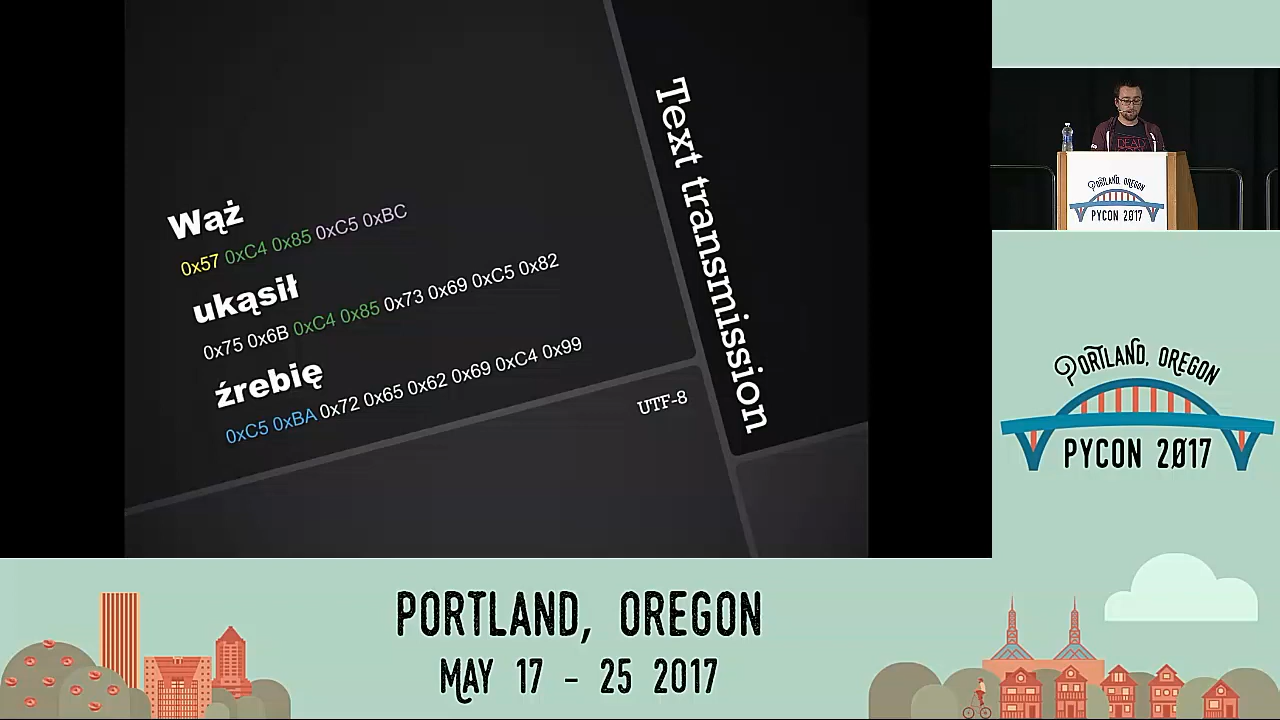 Wąż
0x57 0xC4 0x85 0xC5 0xBC
ukąsił
0x75 0x6B 0xC4 0x85 0x73 0x69 0xC5 0x82
źrebię
0xC5 0xBA 0x72 0x65 0x62 0x69 0xC4 0x99
UTF-8
Text transmission
DEAD
PORTLAND, OREGON
PYCON 2017
PORTLAND, OREGON
PYCON 2017
PORTLAND, OREGON
MAY 17 - 25 2017